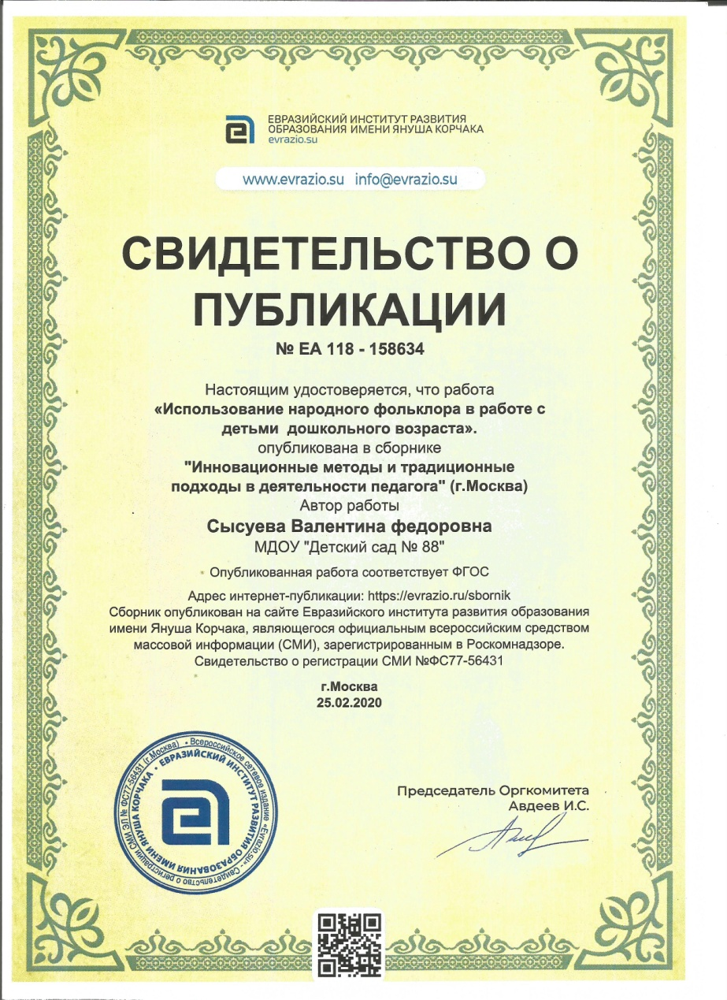 ЕВРАЗИЙСКИЙ ИНСТИТУТ РАЗВИТИЯ
ОБРАЗОВАНИЯ ИМЕНИ ЯНУША КОРЧАКА
evrazio.su
www.evrazio.su info@evrazio.su
СВИДЕТЕЛЬСТВО О
ПУБЛИКАЦИИ
№ EA 118 - 158634
Настоящим удостоверяется, что работа
«Использование народного фольклора в работе с
детьми дошкольного возраста».
опубликована в сборнике
"Инновационные методы и традиционные
подходы в деятельности педагога" (г.Москва)
Автор работы
Сысуева Валентина федоровна
МДОУ "Детский сад № 88"
Опубликованная работа соответствует ФГОС
Адрес интернет-публикации: https://evrazio.ru/sbornik
Сборник опубликован на сайте Евразийского института развития образования
имени Януша Корчака, являющегося официальным всероссийским средством
массовой информации (СМИ), зарегистрированным в Роскомнадзоре.
Свидетельство о регистрации СМИ №ФС77-56431
г.Москва
25.02.2020
Всероссийское сетевое издание «Evrazio.su» - Свидетельство о регистрации СМИ ЭЛ № ФС77-56431 (г.Москва)
ЕВРАЗИЙСКИЙ ИНСТИТУТ РАЗВИТИЯ ОБРАЗОВАНИЯ ИМЕНИ ЯНУША КОРЧАКА
Председатель Оргкомитета
Авдеев И.С.